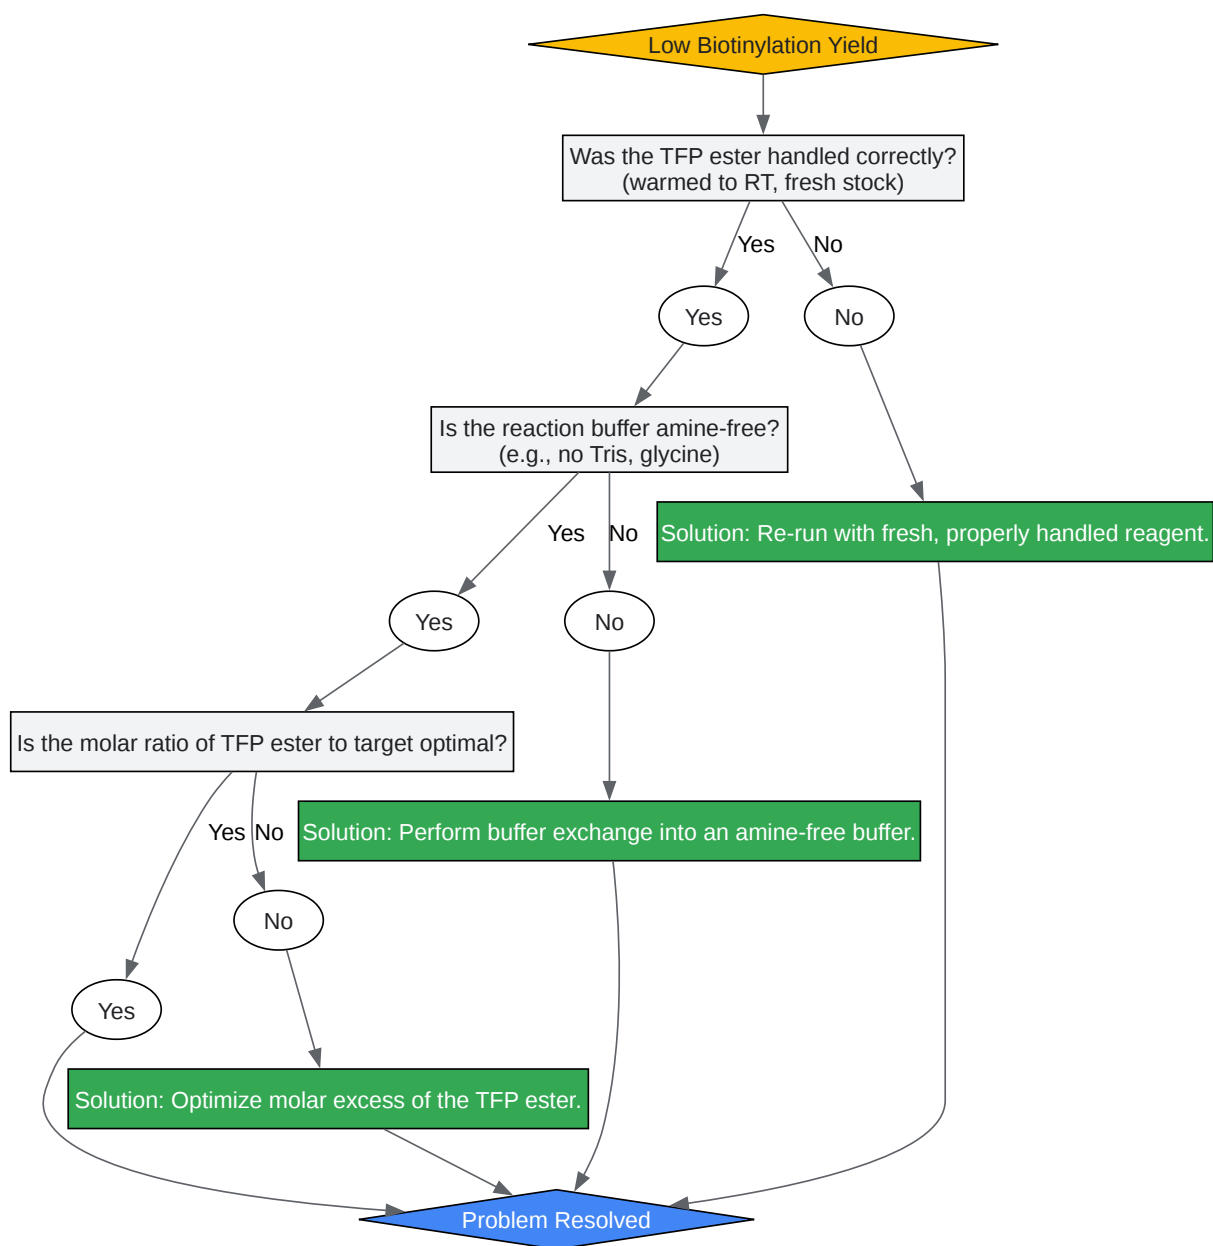 Low Biotinylation Yield
Was the TFP ester handled correctly?
(warmed to RT, fresh stock)
Yes
No
Yes
No
Is the reaction buffer amine-free?
(e.g., no Tris, glycine)
Yes
No
Solution: Re-run with fresh, properly handled reagent.
Yes
No
Is the molar ratio of TFP ester to target optimal?
Yes
No
Solution: Perform buffer exchange into an amine-free buffer.
No
Yes
Solution: Optimize molar excess of the TFP ester.
Problem Resolved